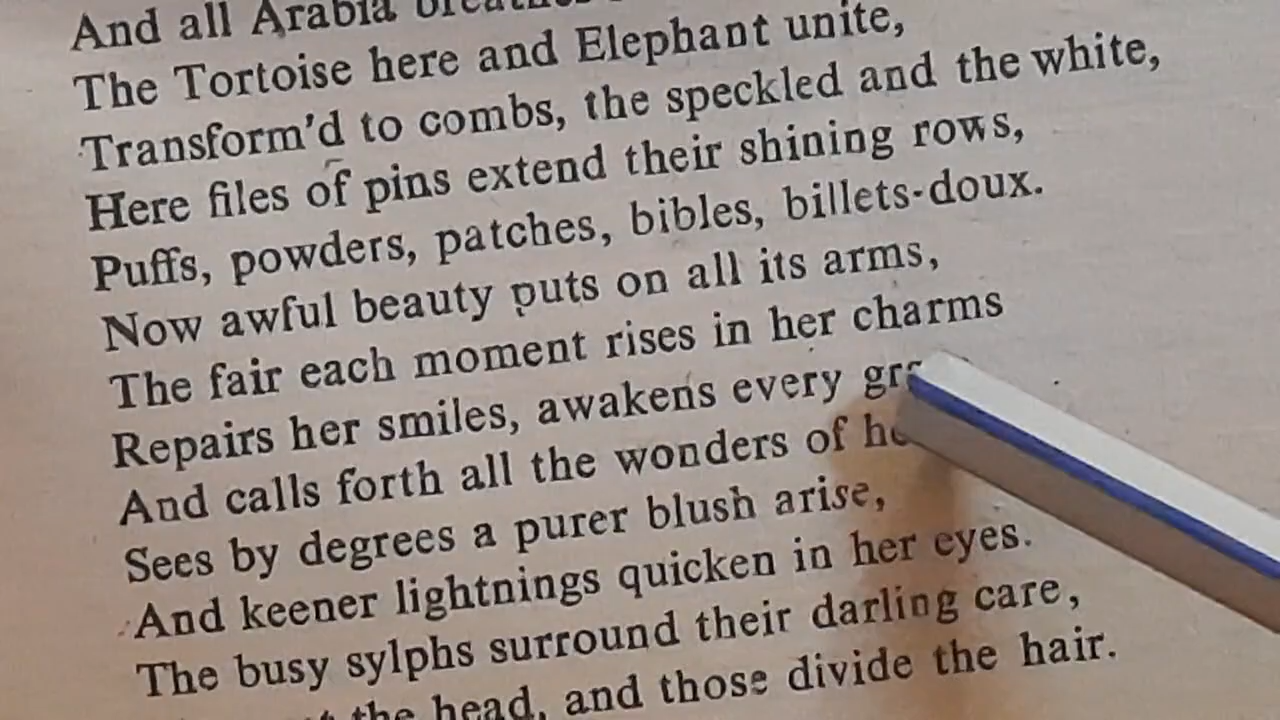 And all Arabia
The Tortoise here and Elephant unite,
Transform'd to combs, the speckled and the white,
Here files of pins extend their shining rows,
Puffs, powders, patches, bibles, billets-doux.
Now awful beauty puts on all its arms,
The fair each moment rises in her charms
Repairs her smiles, awakens every
And calls forth all the wonders of
Sees by degrees a purer blush arise,
And keener lightnings quicken in her eyes.
The busy sylphs surround their darling care,
the head, and those divide the hair.